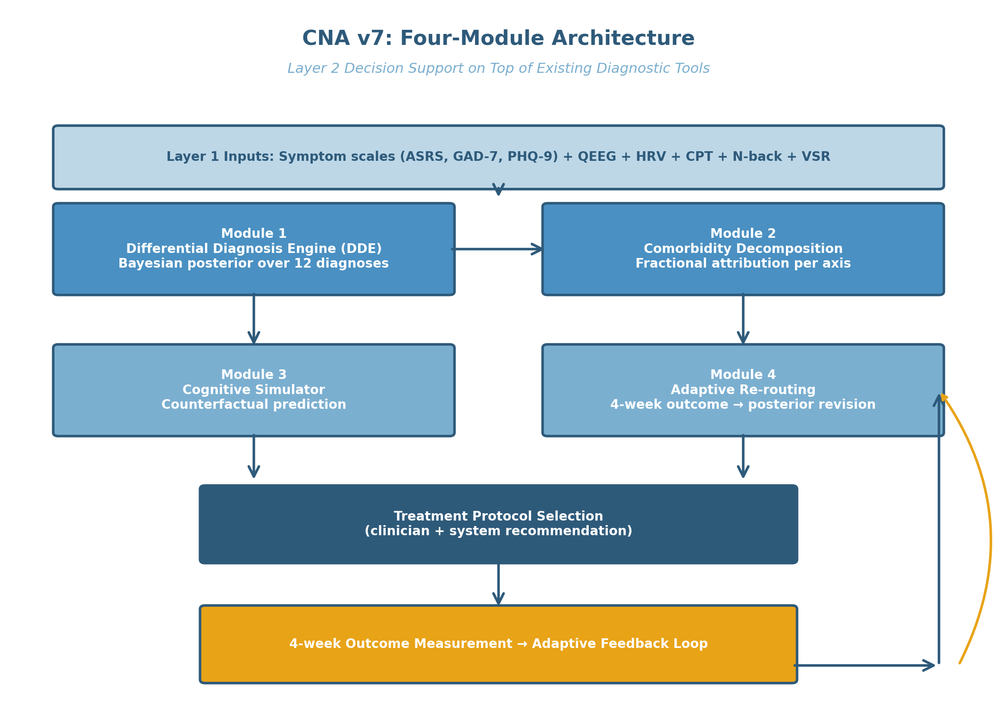 CNA v7: Four-Module Architecture
Layer 2 Decision Support on Top of Existing Diagnostic Tools
Layer 1 Inputs: Symptom scales (ASRS, GAD-7, PHQ-9) + QEEG + HRV + CPT + N-back + VSR
Module 1
Differential Diagnosis Engine (DDE)
Bayesian posterior over 12 diagnoses
Module 2
Comorbidity Decomposition
Fractional attribution per axis
Module 3
Cognitive Simulator
Counterfactual prediction
Module 4
Adaptive Re-routing
4-week outcome → posterior revision
Treatment Protocol Selection
(clinician + system recommendation)
4-week Outcome Measurement → Adaptive Feedback Loop